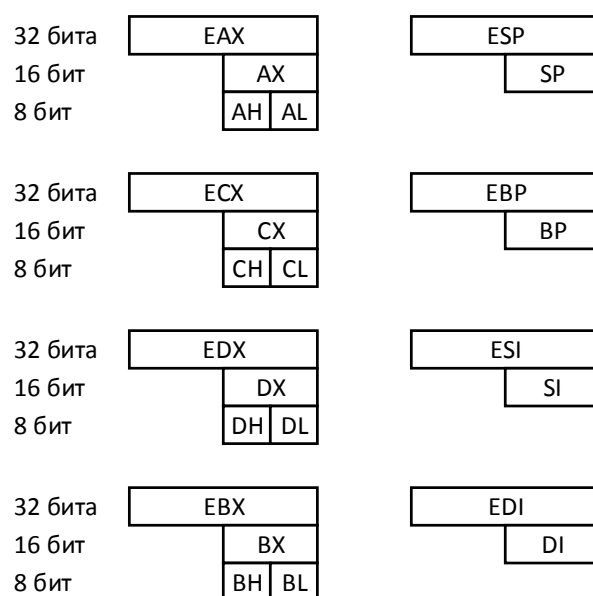 32 бита EAX ESP
16 бит AX SP
8 бит AH AL
32 бита ECX EBP
16 бит CX BP
8 бит CH CL
32 бита EDX ESI
16 бит DX SI
8 бит DH DL
32 бита EBX EDI
16 бит BX DI
8 бит BH BL